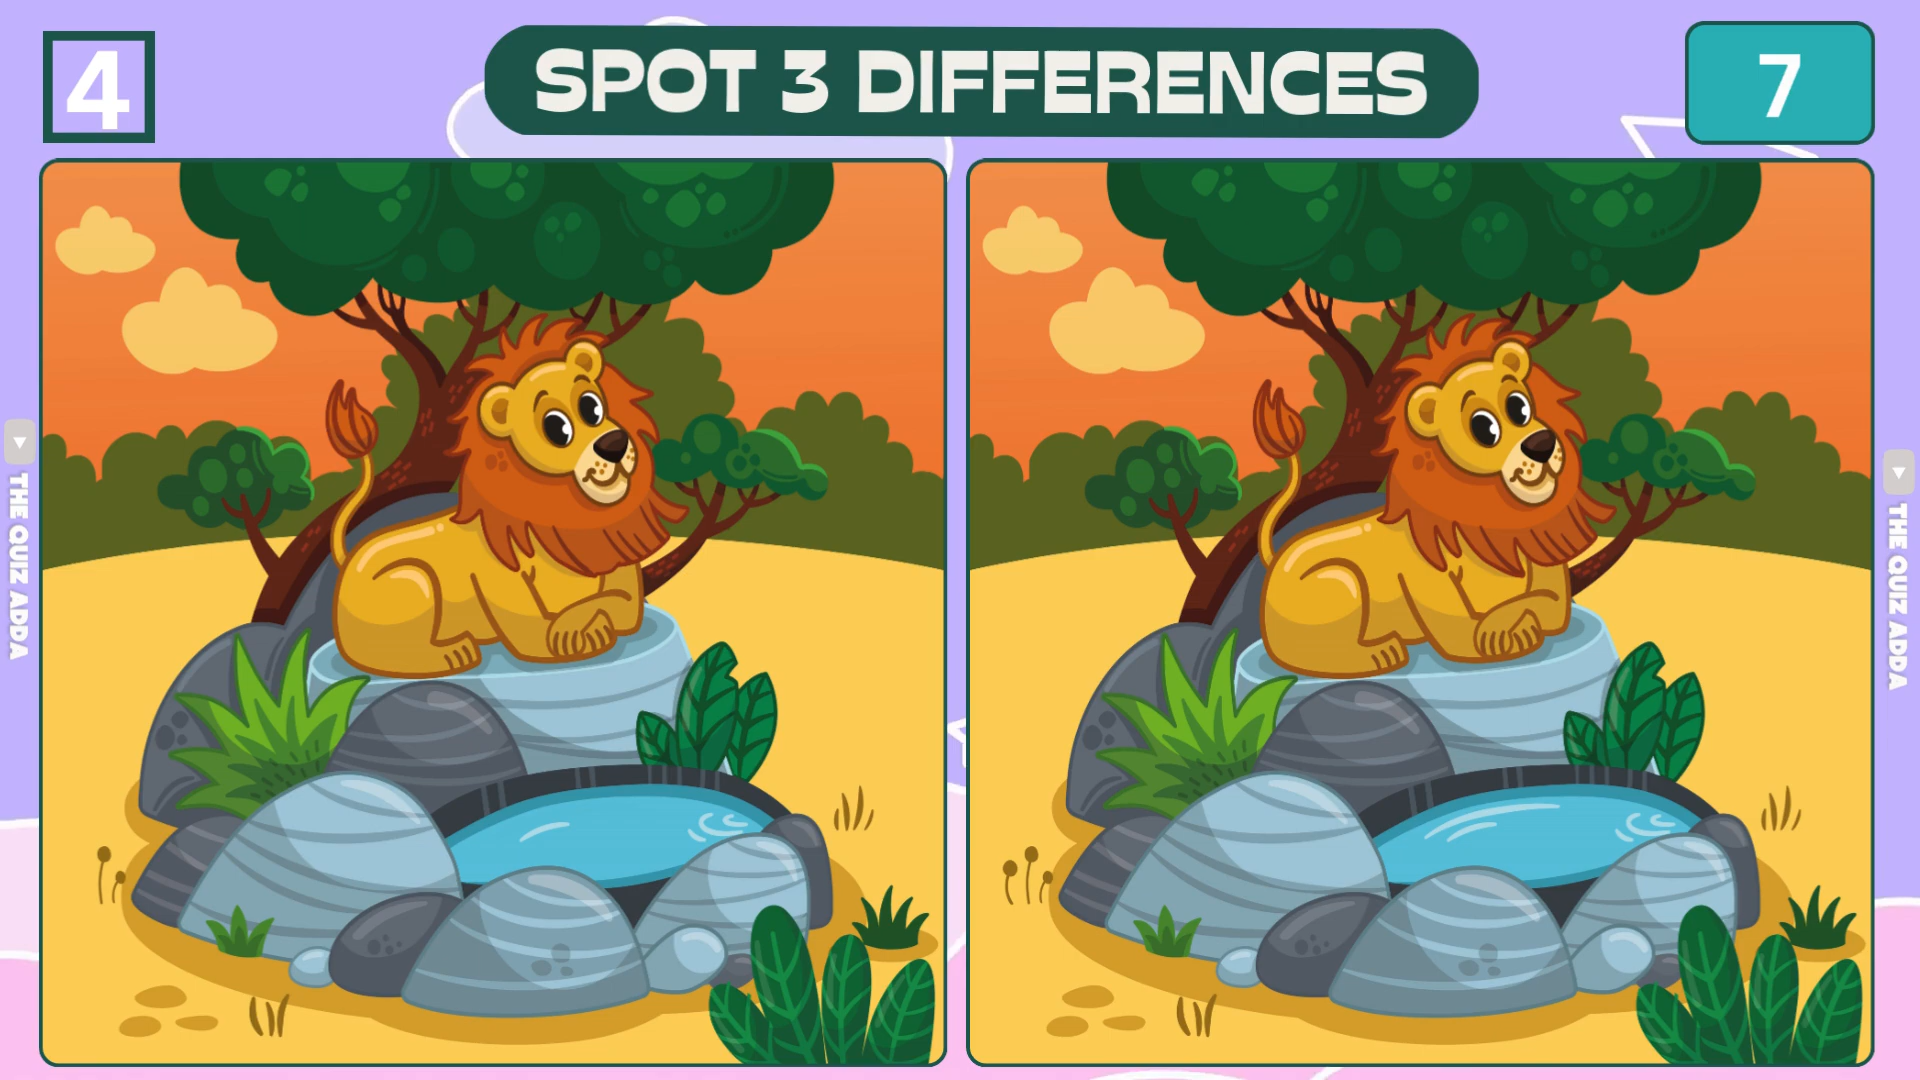 4
SPOT 3 DIFFERENCES
7
THE QUIZ ADDA
THE QUIZ ADDA